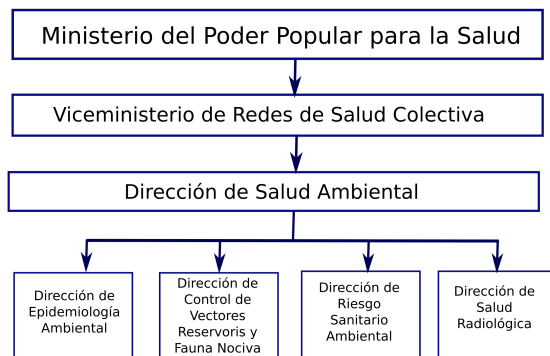 Ministerio del Poder Popular para la Salud
Viceministerio de Redes de Salud Colectiva
Dirección de Salud Ambiental
Dirección de
Epidemiología
Ambiental
Dirección de
Control de
Vectores
Reservoris y
Fauna Nociva
Dirección de
Riesgo
Sanitario
Ambiental
Dirección de
Salud
Radiológica